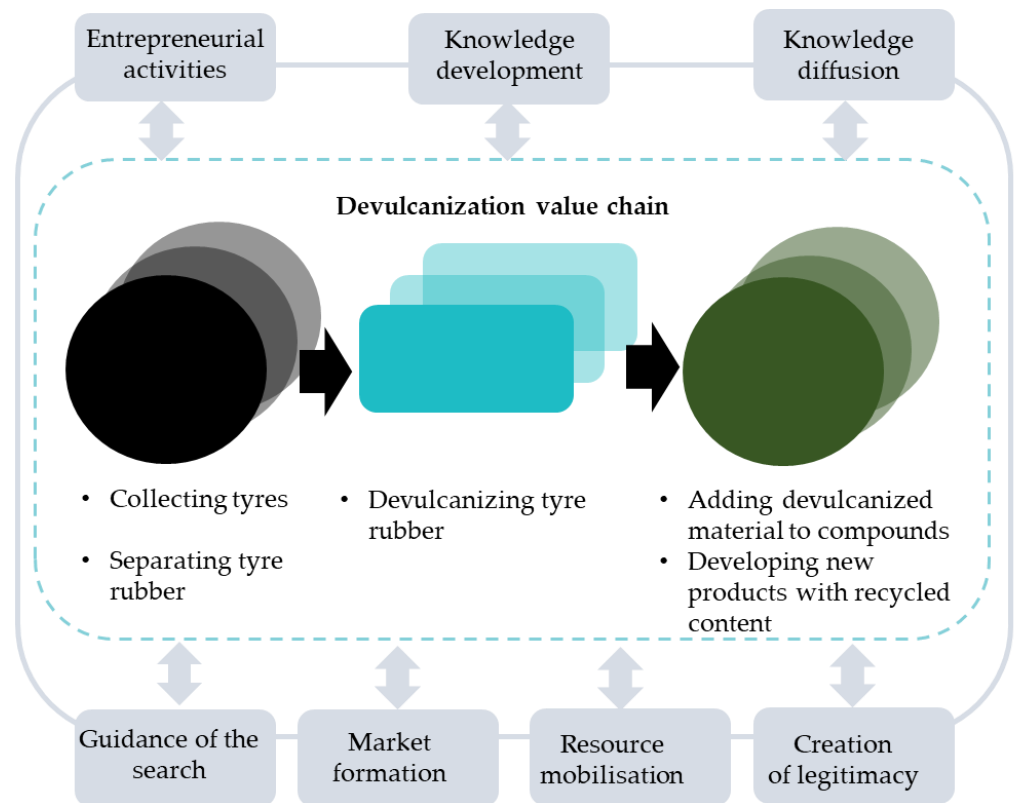 Entrepreneurial
activities
Knowledge
development
Knowledge
diffusion
Devulcanization value chain
• Collecting tyres
• Separating tyre
rubber
• Devulcanizing tyre
rubber
• Adding devulcanized
material to compounds
• Developing new
products with recycled
content
Guidance of the
search
Market
formation
Resource
mobilisation
Creation
of legitimacy